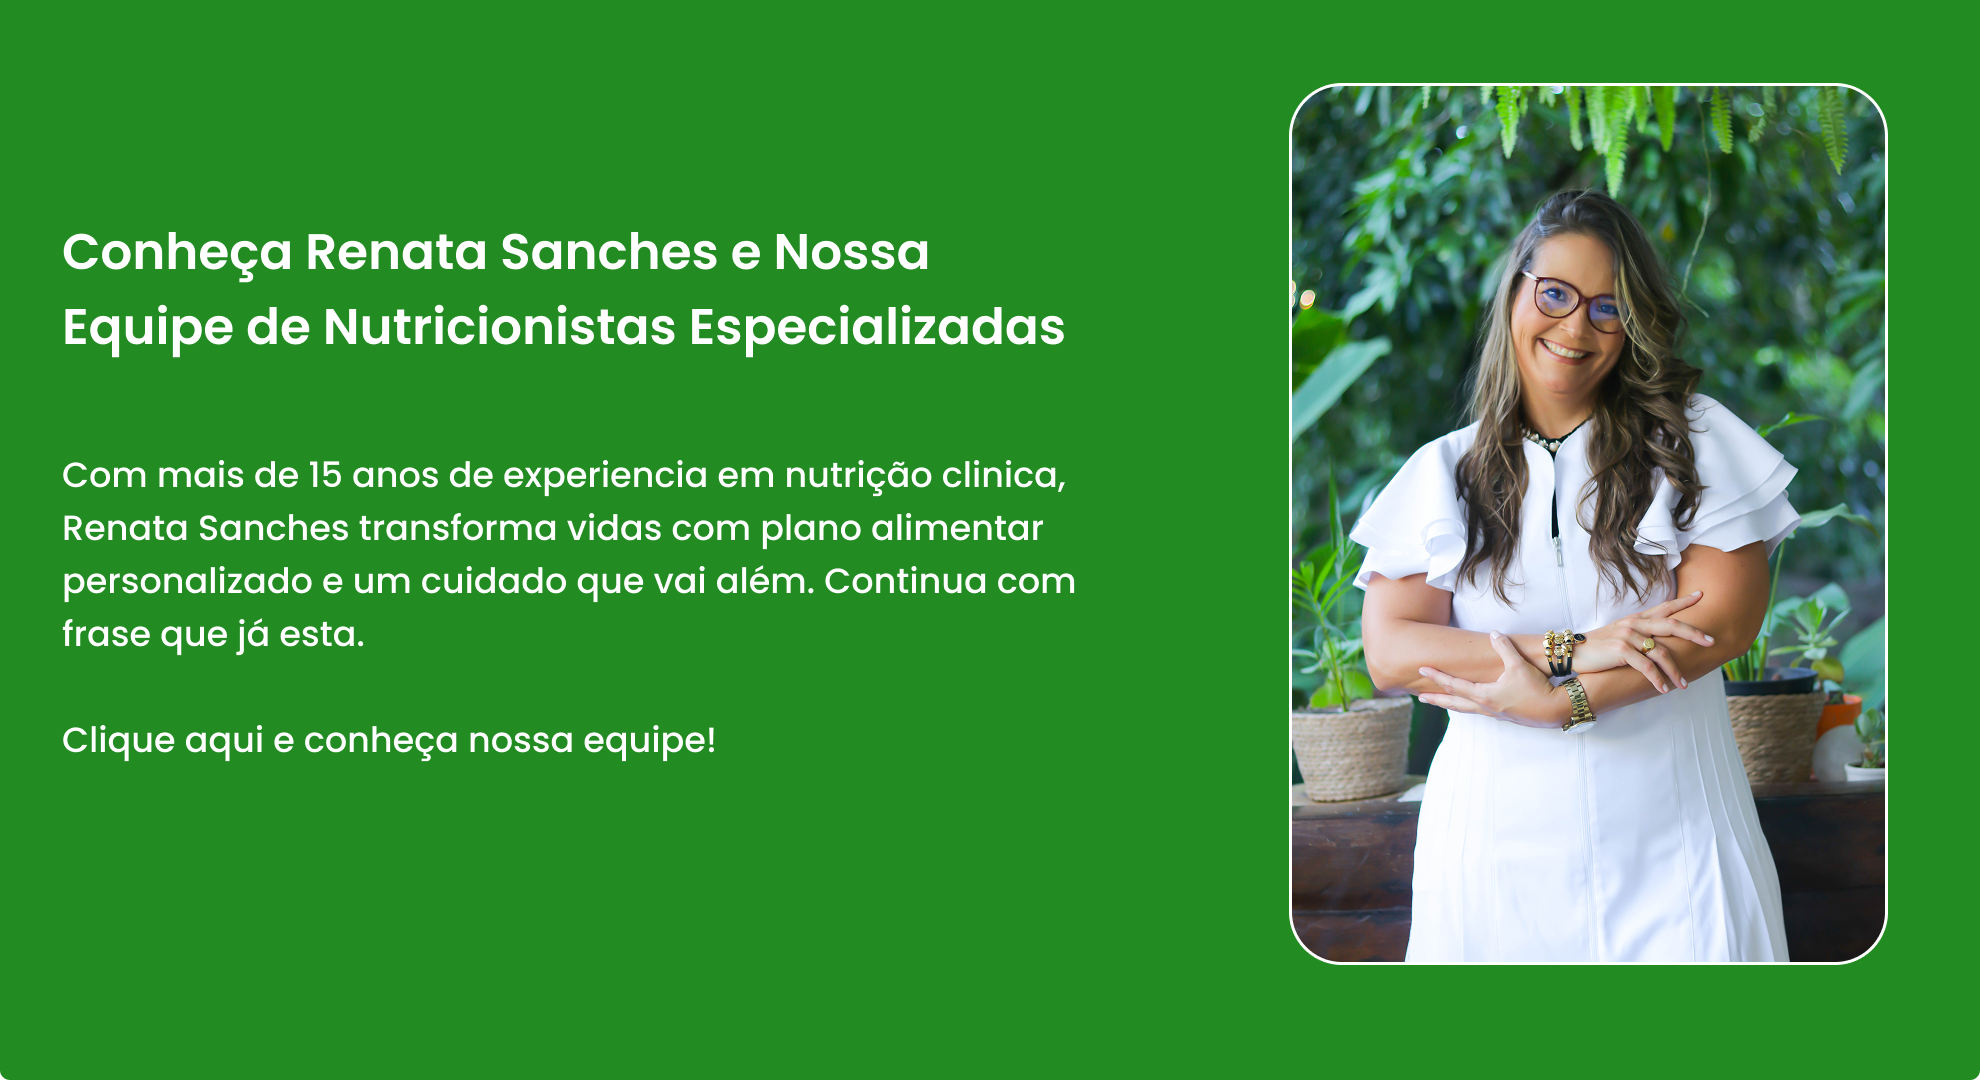 Conheça Renata Sanches e Nossa
Equipe de Nutricionistas Especializadas
Com mais de 15 anos de experiencia em nutrição clinica,
Renata Sanches transforma vidas com plano alimentar
personalizado e um cuidado que vai além. Continua com
frase que já esta.
Clique aqui e conheça nossa equipe!